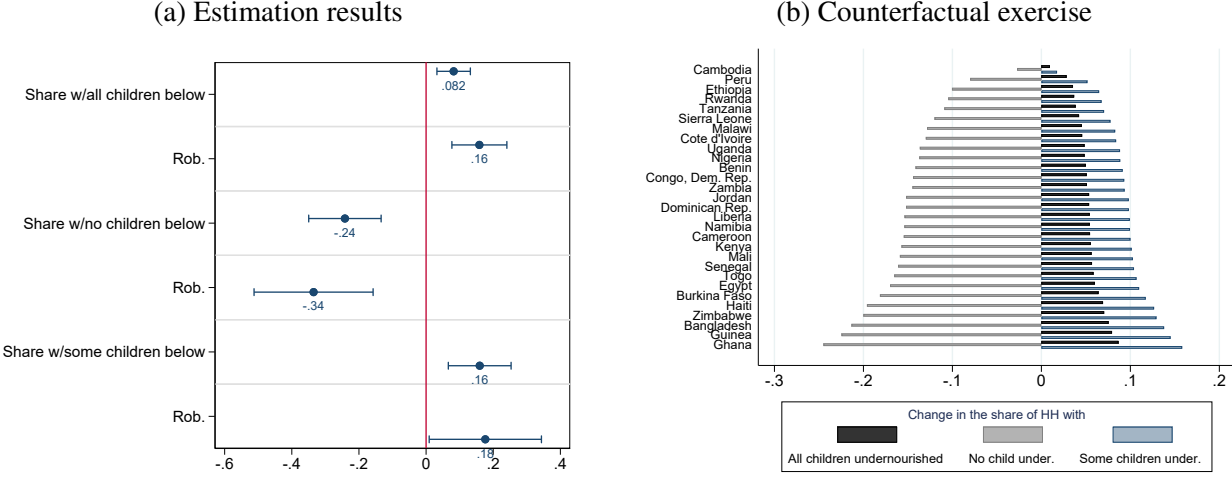 (a) Estimation results
Share w/all children below
.082
Rob.
.16
Share w/no children below
-.24
Rob.
-.34
Share w/some children below
.16
Rob.
.18
-.6 -.4 -.2 0 .2 .4
(b) Counterfactual exercise
Cambodia
Peru
Ethiopia
Rwanda
Tanzania
Sierra Leone
Malawi
Cote d'Ivoire
Uganda
Nigeria
Benin
Congo, Dem. Rep.
Zambia
Jordan
Dominican Rep.
Liberia
Namibia
Cameroon
Kenya
Mali
Senegal
Togo
Egypt
Burkina Faso
Haiti
Zimbabwe
Bangladesh
Guinea
Ghana
-.3 -.2 -.1 0 .1 .2
Change in the share of HH with
All children undernourished No child under. Some children under.